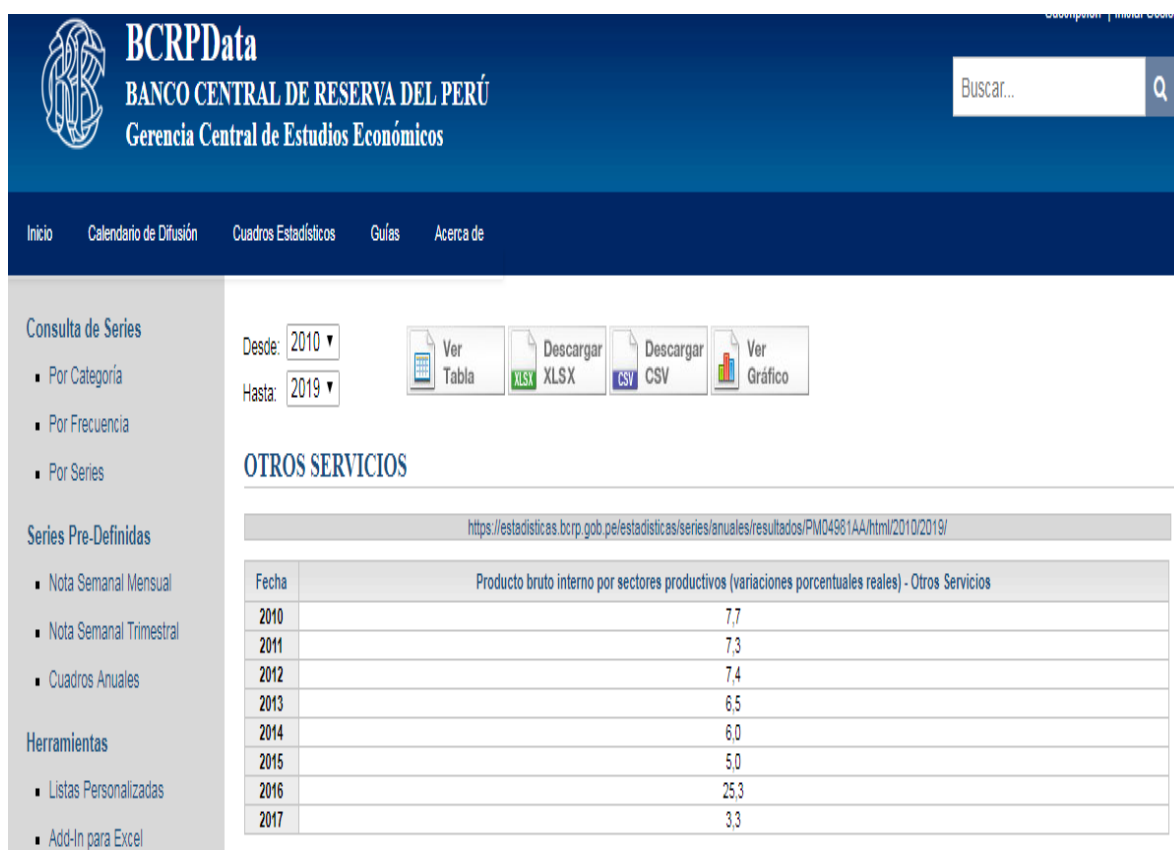 BCRPData
BANCO CENTRAL DE RESERVA DEL PERÚ
Gerencia Central de Estudios Económicos
Buscar...
Inicio Calendario de Difusión Cuadros Estadísticos Guías Acerca de
Consulta de Series
Por Categoría
Por Frecuencia
Por Series
Series Pre-Definidas
Nota Semanal Mensual
Nota Semanal Trimestral
Cuadros Anuales
Herramientas
Listas Personalizadas
Add-In para Excel
Desde: 2010
Hasta: 2019
Ver Tabla
XLSX Descargar XLSX
CSV Descargar CSV
Ver Gráfico
OTROS SERVICIOS
https://estadisticas.bcrp.gob.pe/estadisticas/series/anuales/resultados/PM04981AA/html/2010/2019/
Fecha Producto bruto interno por sectores productivos (variaciones porcentuales reales) - Otros Servicios
2010 7,7
2011 7,3
2012 7,4
2013 6,5
2014 6,0
2015 5,0
2016 25,3
2017 3,3